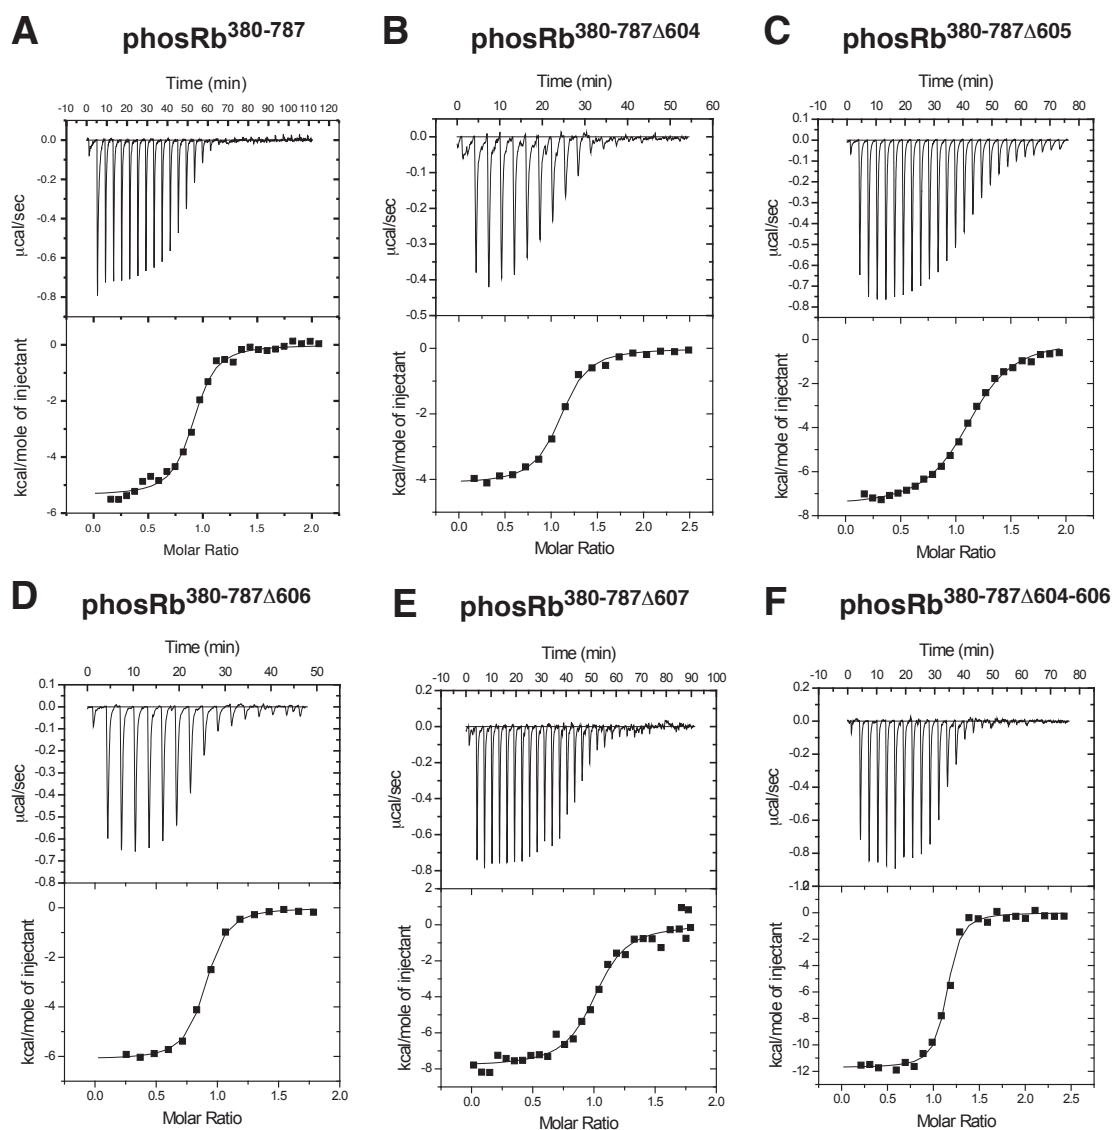 A phosRb380-787
Time (min)
-10 0 10 20 30 40 50 60 70 80 90 100 110 120
0.0
-0.2
-0.4
-0.6
-0.8
µcal/sec
0
-2
-4
-6
kcal/mole of injectant
0.0 0.5 1.0 1.5 2.0
Molar Ratio
B phosRb380-787Δ604
Time (min)
0 10 20 30 40 50 60
0.0
-0.1
-0.2
-0.3
-0.4
-0.5
µcal/sec
0
-2
-4
kcal/mole of injectant
0.0 0.5 1.0 1.5 2.0 2.5
Molar Ratio
C phosRb380-787Δ605
Time (min)
-10 0 10 20 30 40 50 60 70 80
0.1
0.0
-0.1
-0.2
-0.3
-0.4
-0.5
-0.6
-0.7
-0.8
µcal/sec
0
-2
-4
-6
-8
kcal/mole of injectant
0.0 0.5 1.0 1.5 2.0
Molar Ratio
D phosRb380-787Δ606
Time (min)
0 10 20 30 40 50
0.1
0.0
-0.1
-0.2
-0.3
-0.4
-0.5
-0.6
-0.7
-0.8
µcal/sec
0
-2
-4
-6
kcal/mole of injectant
0.0 0.5 1.0 1.5 2.0
Molar Ratio
E phosRb380-787Δ607
Time (min)
0 10 20 30 40 50 60 70 80 90 100
0.2
0.0
-0.2
-0.4
-0.6
-0.8
µcal/sec
2
0
-2
-4
-6
-8
kcal/mole of injectant
0.0 0.5 1.0 1.5 2.0
Molar Ratio
F phosRb380-787Δ604-606
Time (min)
-10 0 10 20 30 40 50 60 70 80
0.2
0.0
-0.2
-0.4
-0.6
-0.8
µcal/sec
0
-2
-4
-6
-8
-10
-12
kcal/mole of injectant
0.0 0.5 1.0 1.5 2.0 2.5
Molar Ratio